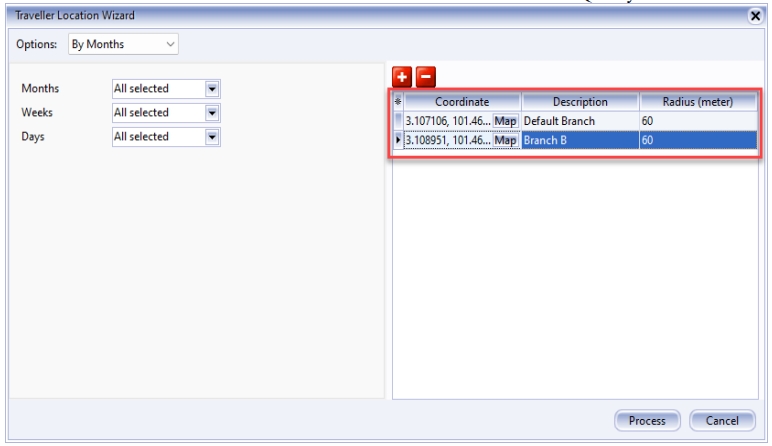 Traveller Location Wizard
Options: By Months
Months All selected
Weeks All selected
Days All selected
Coordinate Description Radius (meter)
3.107106, 101.46... Map Default Branch 60
3.108951, 101.46... Map Branch B 60
Process Cancel